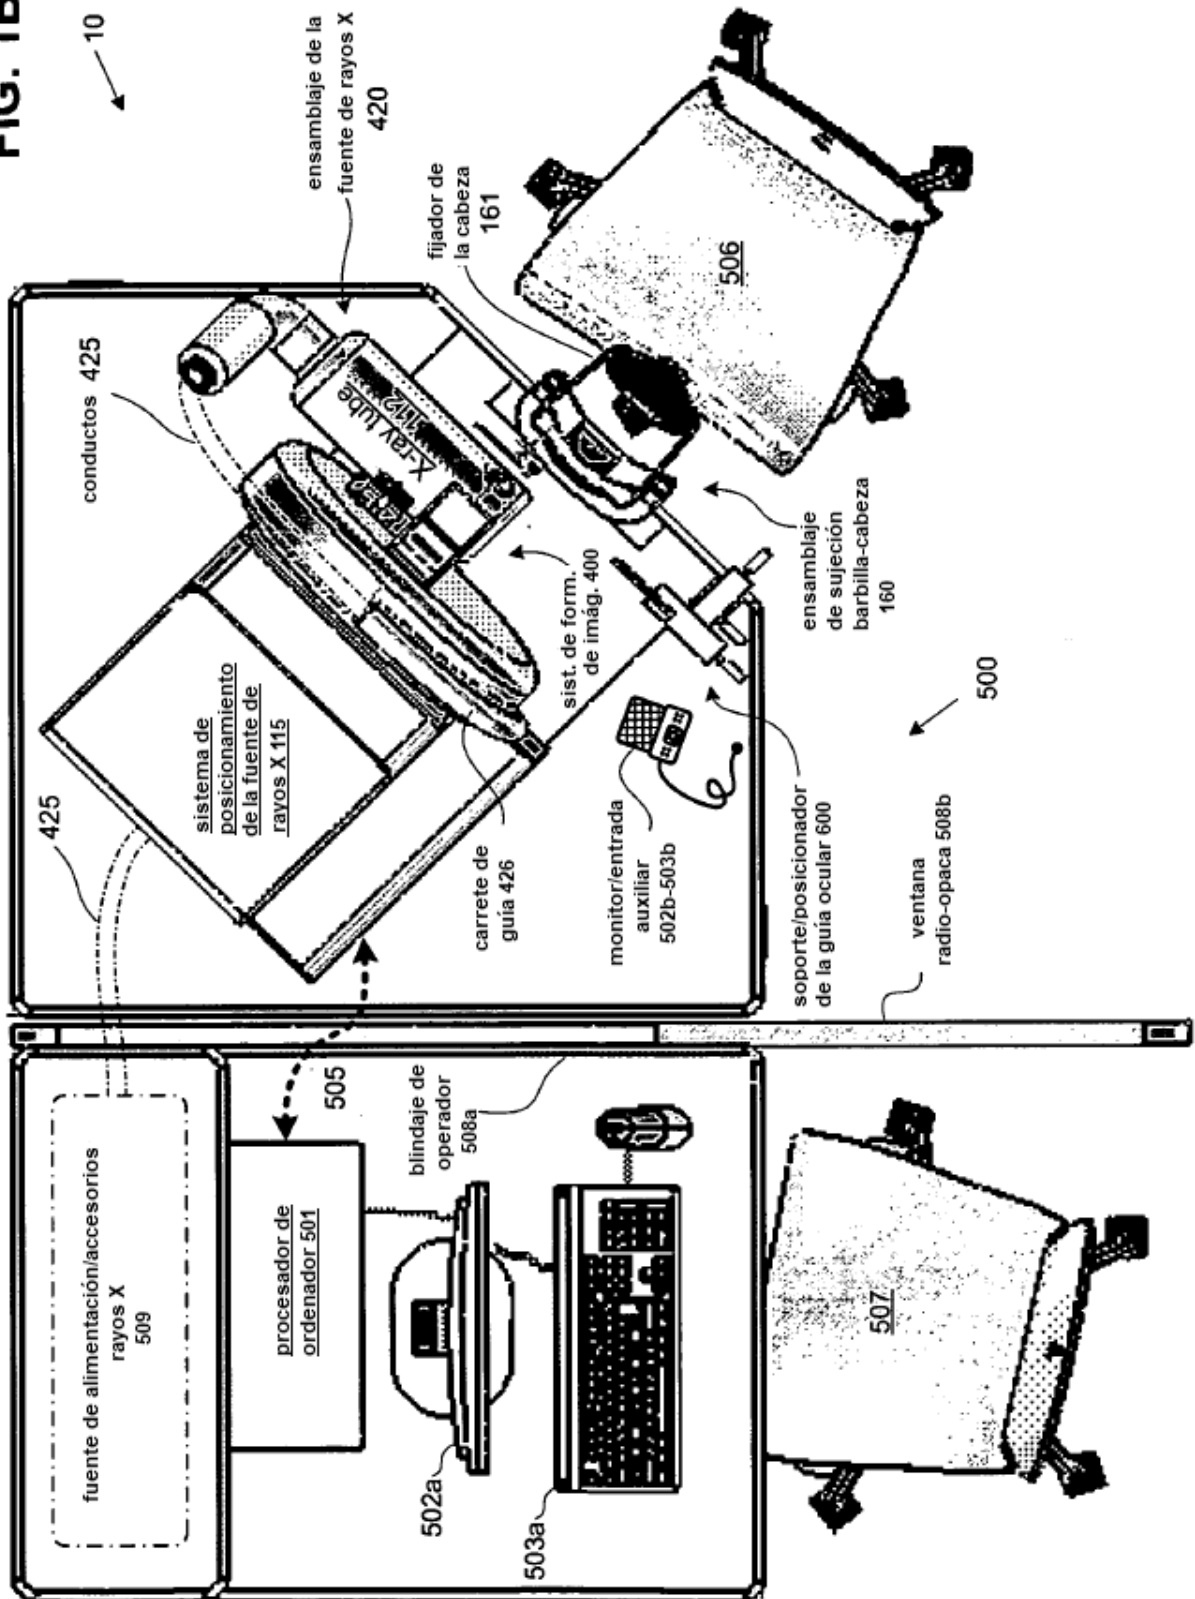 FIG. 1B
10
ensamblaje de la
fuente de rayos X
420
conductos 425
fijador de
la cabeza
161
X-ray tube
1112
506
ensamblaje
de sujeción
barbilla-cabeza
160
sist. de form.
de imág. 400
sistema de
posicionamiento
de la fuente de
rayos X 115
425
carrete de
guía 426
monitor/entrada
auxiliar
502b-503b
soporte/posicionador
de la guía ocular 600
500
ventana
radio-opaca 508b
505
blindaje de
operador
508a
fuente de alimentación/accesorios
rayos X
509
procesador de
ordenador 501
502a
503a
507